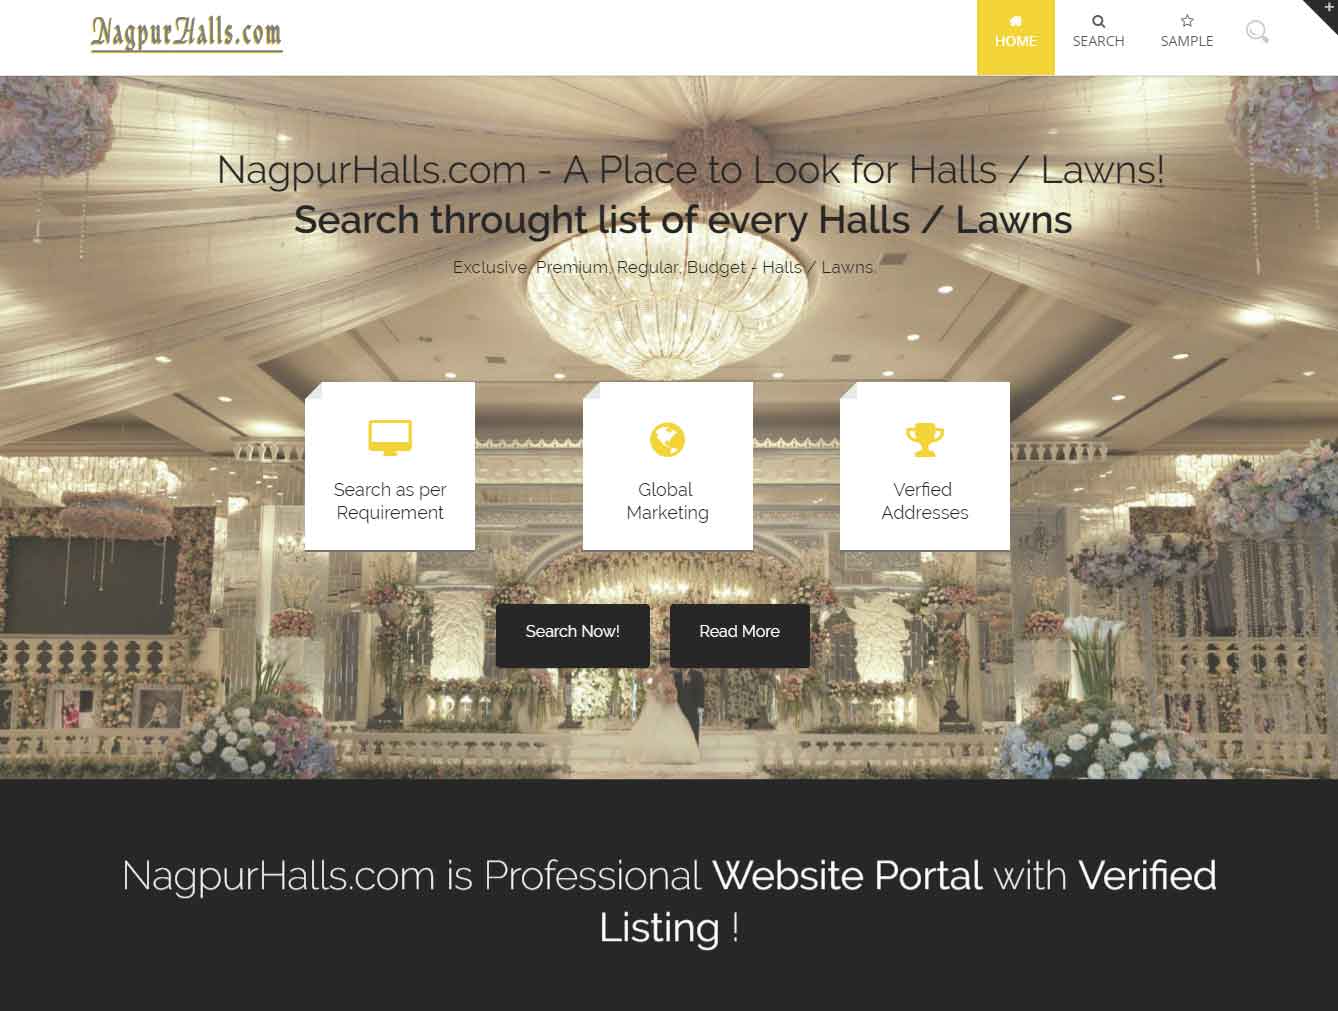 NagpurHalls.com
HOME
SEARCH
SAMPLE
NagpurHalls.com - A Place to Look for Halls / Lawns!
Search throught list of every Halls / Lawns
Exclusive, Premium, Regular, Budget - Halls / Lawns.
Search as per
Requirement
Global
Marketing
Verfied
Addresses
Search Now!
Read More
NagpurHalls.com is Professional Website Portal with Verified
Listing !